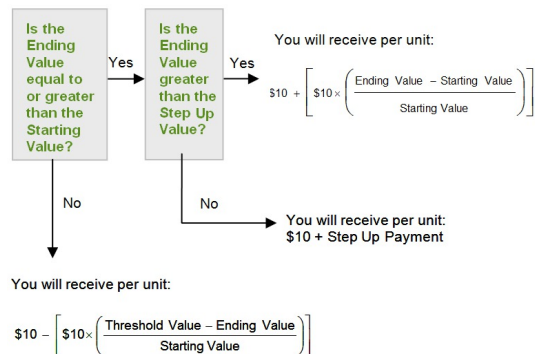 Is the
Ending
Value
equal to
or greater
than the
Starting
Value?
Yes
Is the
Ending
Value
greater
than the
Step Up
Value?
Yes
You will receive per unit:
$10 + [ $10 × ( Ending Value – Starting Value
Starting Value ) ]
No
No
You will receive per unit:
$10 + Step Up Payment
You will receive per unit:
$10 – [ $10× ( Threshold Value – Ending Value
Starting Value ) ]